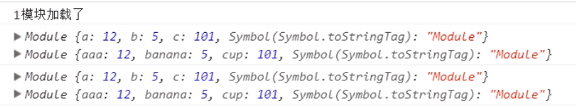 1模块加载了
▶ Module {a: 12, b: 5, c: 101, Symbol(Symbol.toStringTag): "Module"}
▶ Module {aaa: 12, banana: 5, cup: 101, Symbol(Symbol.toStringTag): "Module"}
▶ Module {a: 12, b: 5, c: 101, Symbol(Symbol.toStringTag): "Module"}
▶ Module {aaa: 12, banana: 5, cup: 101, Symbol(Symbol.toStringTag): "Module"}